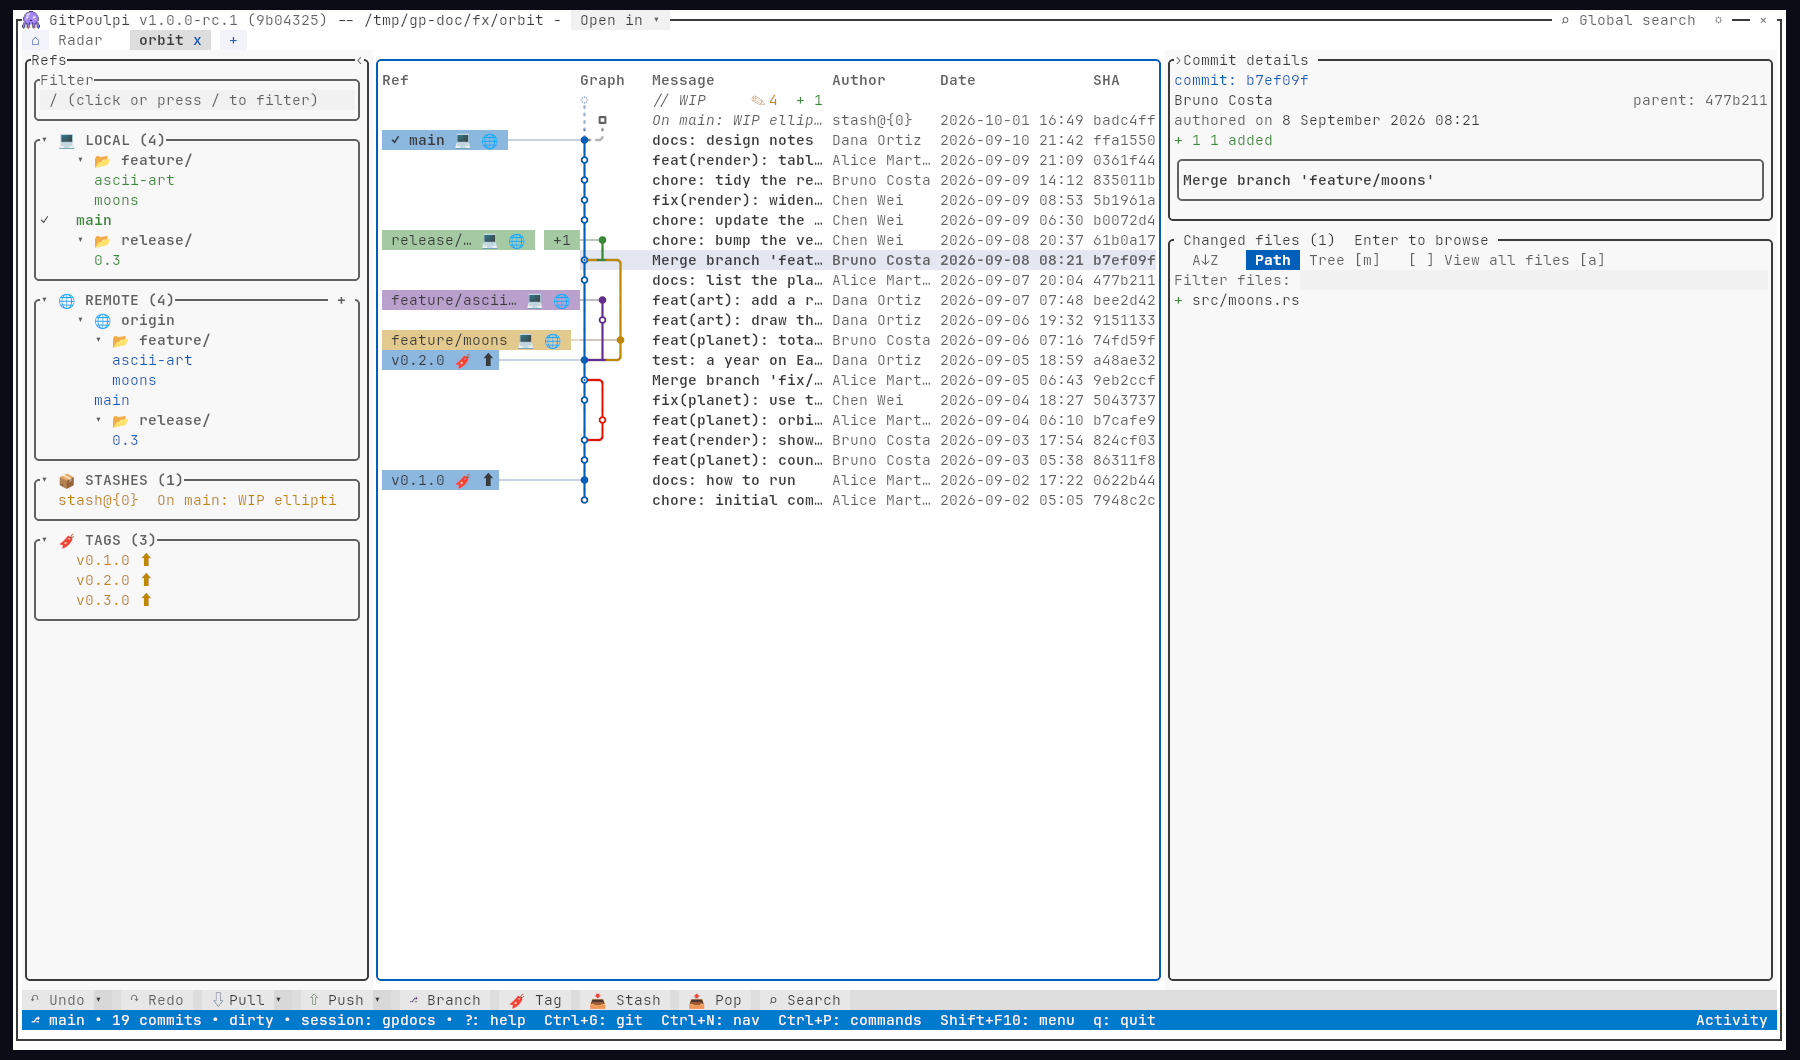 GitPoulpi v1.0.0-rc.1 (9b04325) -- /tmp/gp-doc/fx/orbit - Open in ▾ ⌕ Global search ☼ ×
⌂ Radar orbit x +
Refs ‹
Filter
/ (click or press / to filter)
▾ LOCAL (4)
▾ feature/
ascii-art
moons
✓ main
▾ release/
0.3
▾ REMOTE (4) +
▾ origin
▾ feature/
ascii-art
moons
main
▾ release/
0.3
▾ STASHES (1)
stash@{0} On main: WIP ellipti
▾ TAGS (3)
v0.1.0 ⬆
v0.2.0 ⬆
v0.3.0 ⬆
Ref Graph Message Author Date SHA
// WIP ✎ 4 + 1
On main: WIP ellip… stash@{0} 2026-10-01 16:49 badc4ff
✓ main docs: design notes Dana Ortiz 2026-09-10 21:42 ffa1550
feat(render): tabl… Alice Mart… 2026-09-09 21:09 0361f44
chore: tidy the re… Bruno Costa 2026-09-09 14:12 835011b
fix(render): widen… Chen Wei 2026-09-09 08:53 5b1961a
chore: update the … Chen Wei 2026-09-09 06:30 b0072d4
release/… +1 chore: bump the ve… Chen Wei 2026-09-08 20:37 61b0a17
Merge branch 'feat… Bruno Costa 2026-09-08 08:21 b7ef09f
docs: list the pla… Alice Mart… 2026-09-07 20:04 477b211
feature/ascii… feat(art): add a r… Dana Ortiz 2026-09-07 07:48 bee2d42
feat(art): draw th… Dana Ortiz 2026-09-06 19:32 9151133
feature/moons feat(planet): tota… Bruno Costa 2026-09-06 07:16 74fd59f
v0.2.0 ⬆ test: a year on Ea… Dana Ortiz 2026-09-05 18:59 a48ae32
Merge branch 'fix/… Alice Mart… 2026-09-05 06:43 9eb2ccf
fix(planet): use t… Chen Wei 2026-09-04 18:27 5043737
feat(planet): orbi… Alice Mart… 2026-09-04 06:10 b7cafe9
feat(render): show… Bruno Costa 2026-09-03 17:54 824cf03
feat(planet): coun… Bruno Costa 2026-09-03 05:38 86311f8
v0.1.0 ⬆ docs: how to run Alice Mart… 2026-09-02 17:22 0622b44
chore: initial com… Alice Mart… 2026-09-02 05:05 7948c2c
› Commit details
commit: b7ef09f
Bruno Costa parent: 477b211
authored on 8 September 2026 08:21
+ 1 1 added
Merge branch 'feature/moons'
Changed files (1) Enter to browse
A↓Z Path Tree [m] [ ] View all files [a]
Filter files:
+ src/moons.rs
Undo ▾ Redo Pull ▾ Push ▾ Branch Tag Stash Pop ⌕ Search
main • 19 commits • dirty • session: gpdocs • ?: help Ctrl+G: git Ctrl+N: nav Ctrl+P: commands Shift+F10: menu q: quit Activity